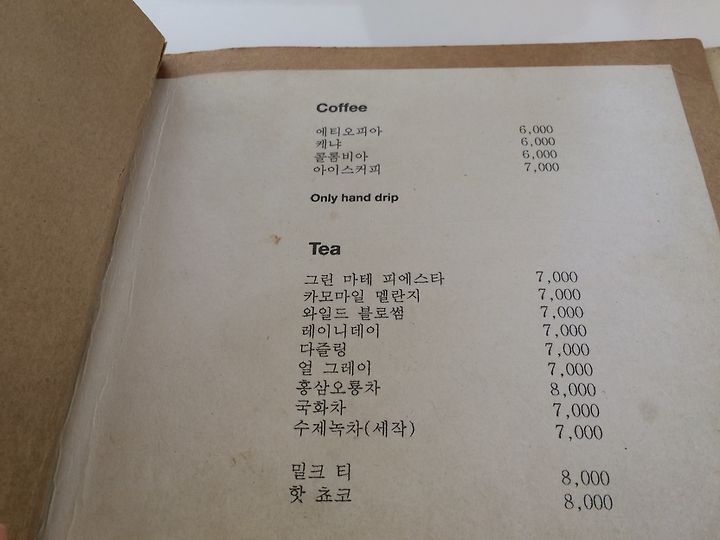 Coffee
에티오피아 6,000
케냐 6,000
콜롬비아 6,000
아이스커피 7,000
Only hand drip
Tea
그린 마테 피에스타 7,000
카모마일 멜란지 7,000
와일드 블로썸 7,000
레이니데이 7,000
다즐링 7,000
얼 그레이 7,000
홍삼오룡차 8,000
국화차 7,000
수제녹차(세작) 7,000
밀크 티 8,000
핫 쵸코 8,000